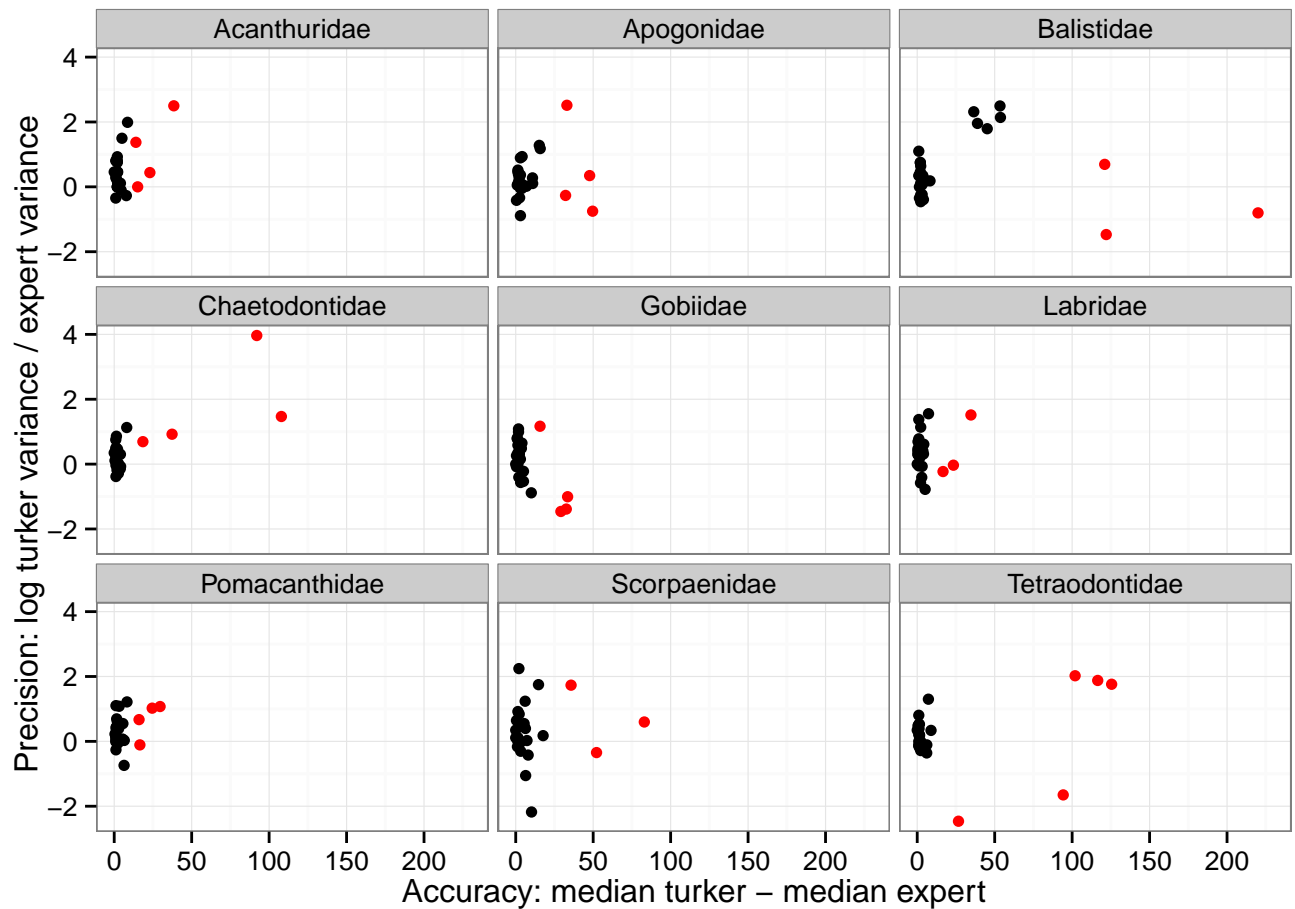 Acanthuridae Apogonidae Balistidae
4
2
0
−2
Chaetodontidae Gobiidae Labridae
4
2
0
−2
Pomacanthidae Scorpaenidae Tetraodontidae
4
2
0
−2
0 50 100 150 200 0 50 100 150 200 0 50 100 150 200
Accuracy: median turker − median expert
Precision: log turker variance / expert variance